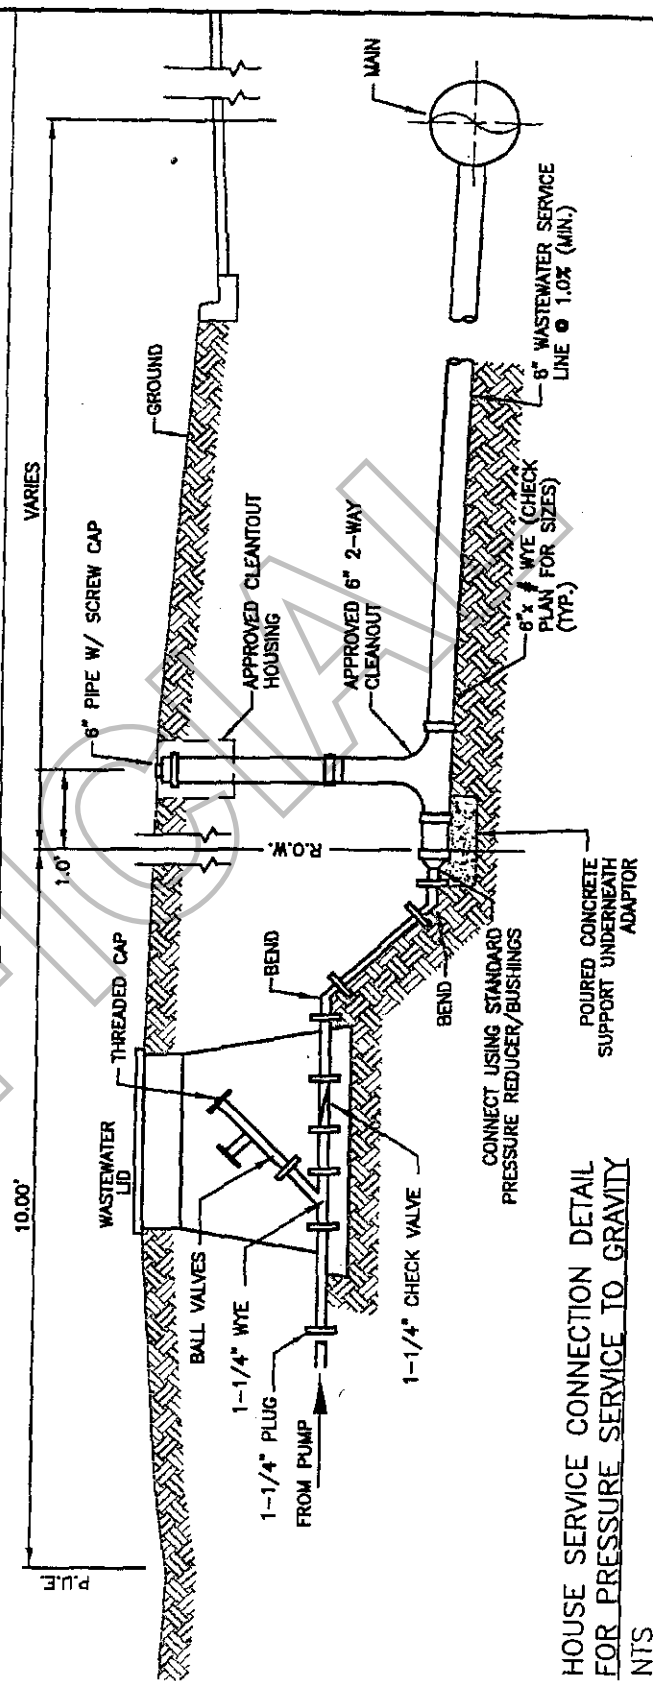 P.U.E.
10.00'
VARIES
1.0'
6" PIPE W/ SCREW CAP
GROUND
MAIN
WASTEWATER
LID
THREADED CAP
R.O.W.
APPROVED CLEANTOUT
HOUSING
APPROVED 6" 2-WAY
CLEANOUT
BALL VALVES
1-1/4" WYE
1-1/4" PLUG
FROM PUMP
BEND
1-1/4" CHECK VALVE
BEND
CONNECT USING STANDARD
PRESSURE REDUCER/BUSHINGS
POURED CONCRETE
SUPPORT UNDERNEATH
ADAPTOR
WYE (CHECK
PLAN FOR SIZES)
(TYP.)
WASTEWATER SERVICE
LINE @ 1.0% (MIN.)
HOUSE SERVICE CONNECTION DETAIL
FOR PRESSURE SERVICE TO GRAVITY
NTS